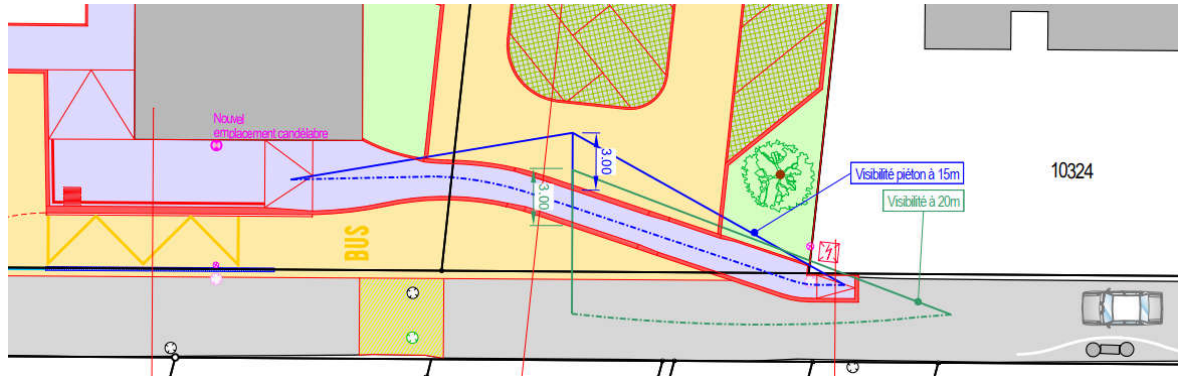 Nouvel
emplacement candélabre
3.00
3.00
Visibilité piéton à 15m
10324
Visibilité à 20m
BUS